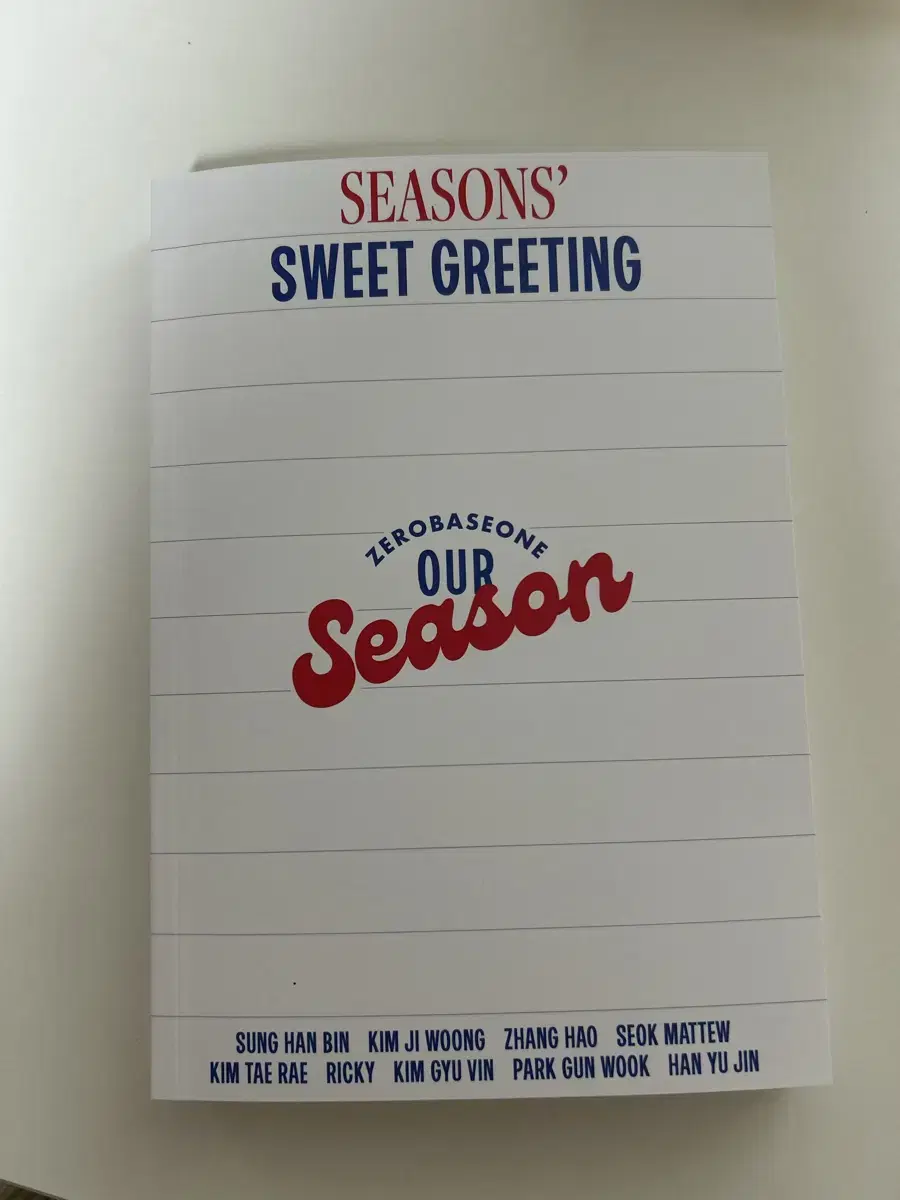 SEASONS’
SWEET GREETING
ZEROBASEONE
OUR
Season
SUNG HAN BIN KIM JI WOONG ZHANG HAO SEOK MATTEW
KIM TAE RAE RICKY KIM GYU VIN PARK GUN WOOK HAN YU JIN